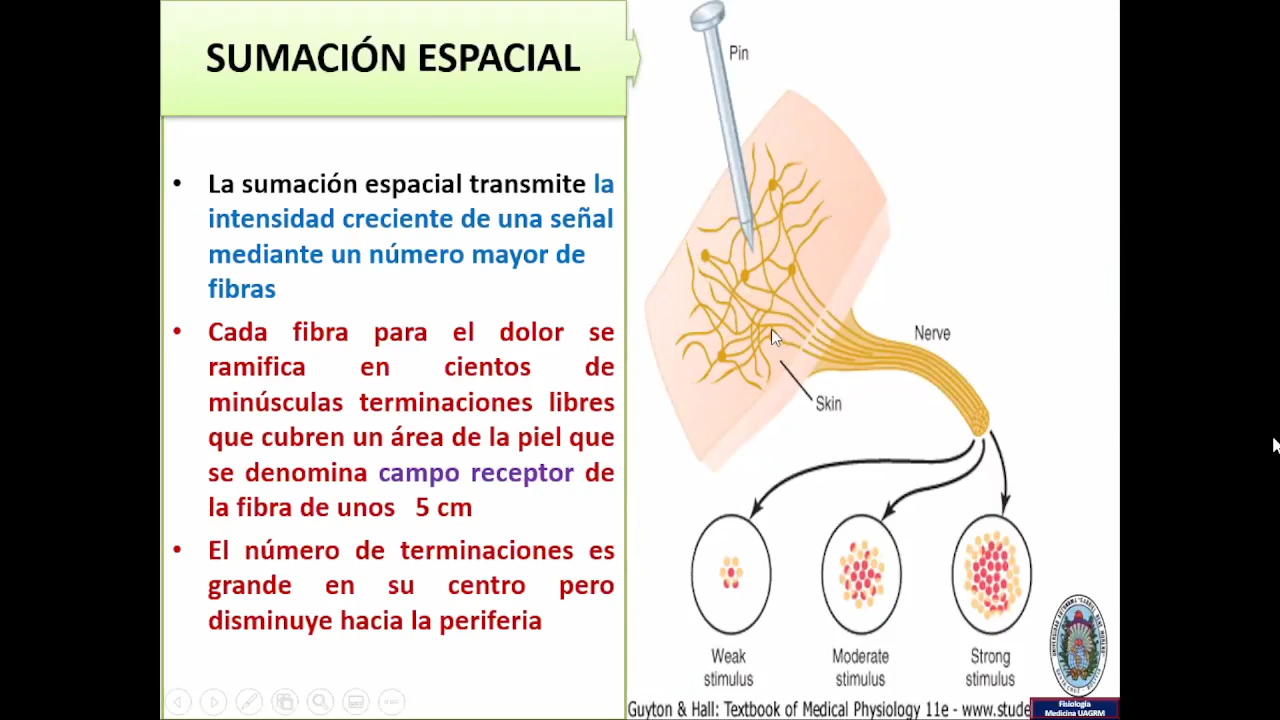 SUMACIÓN ESPACIAL
• La sumación espacial transmite la
intensidad creciente de una señal
mediante un número mayor de
fibras
• Cada fibra para el dolor se
ramifica en cientos de
minúsculas terminaciones libres
que cubren un área de la piel que
se denomina campo receptor de
la fibra de unos 5 cm
• El número de terminaciones es
grande en su centro pero
disminuye hacia la periferia
Pin
Nerve
Skin
Weak
stimulus
Moderate
stimulus
Strong
stimulus
Guyton & Hall: Textbook of Medical Physiology 11e - www.stude
Fisiología
Medicina UAGRM